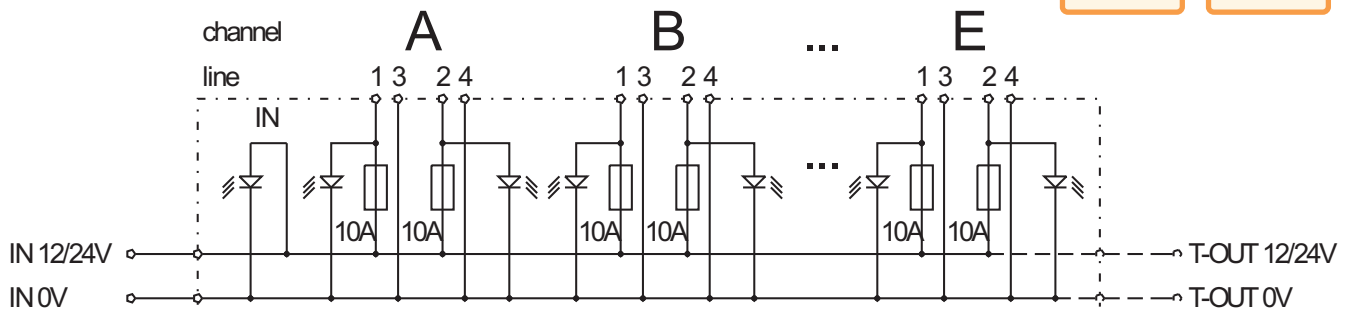 channel A B ... E
line 1 3 2 4 1 3 2 4 1 3 2 4
IN
...
10A 10A 10A 10A 10A 10A
IN 12/24V T-OUT 12/24V
IN 0V T-OUT 0V